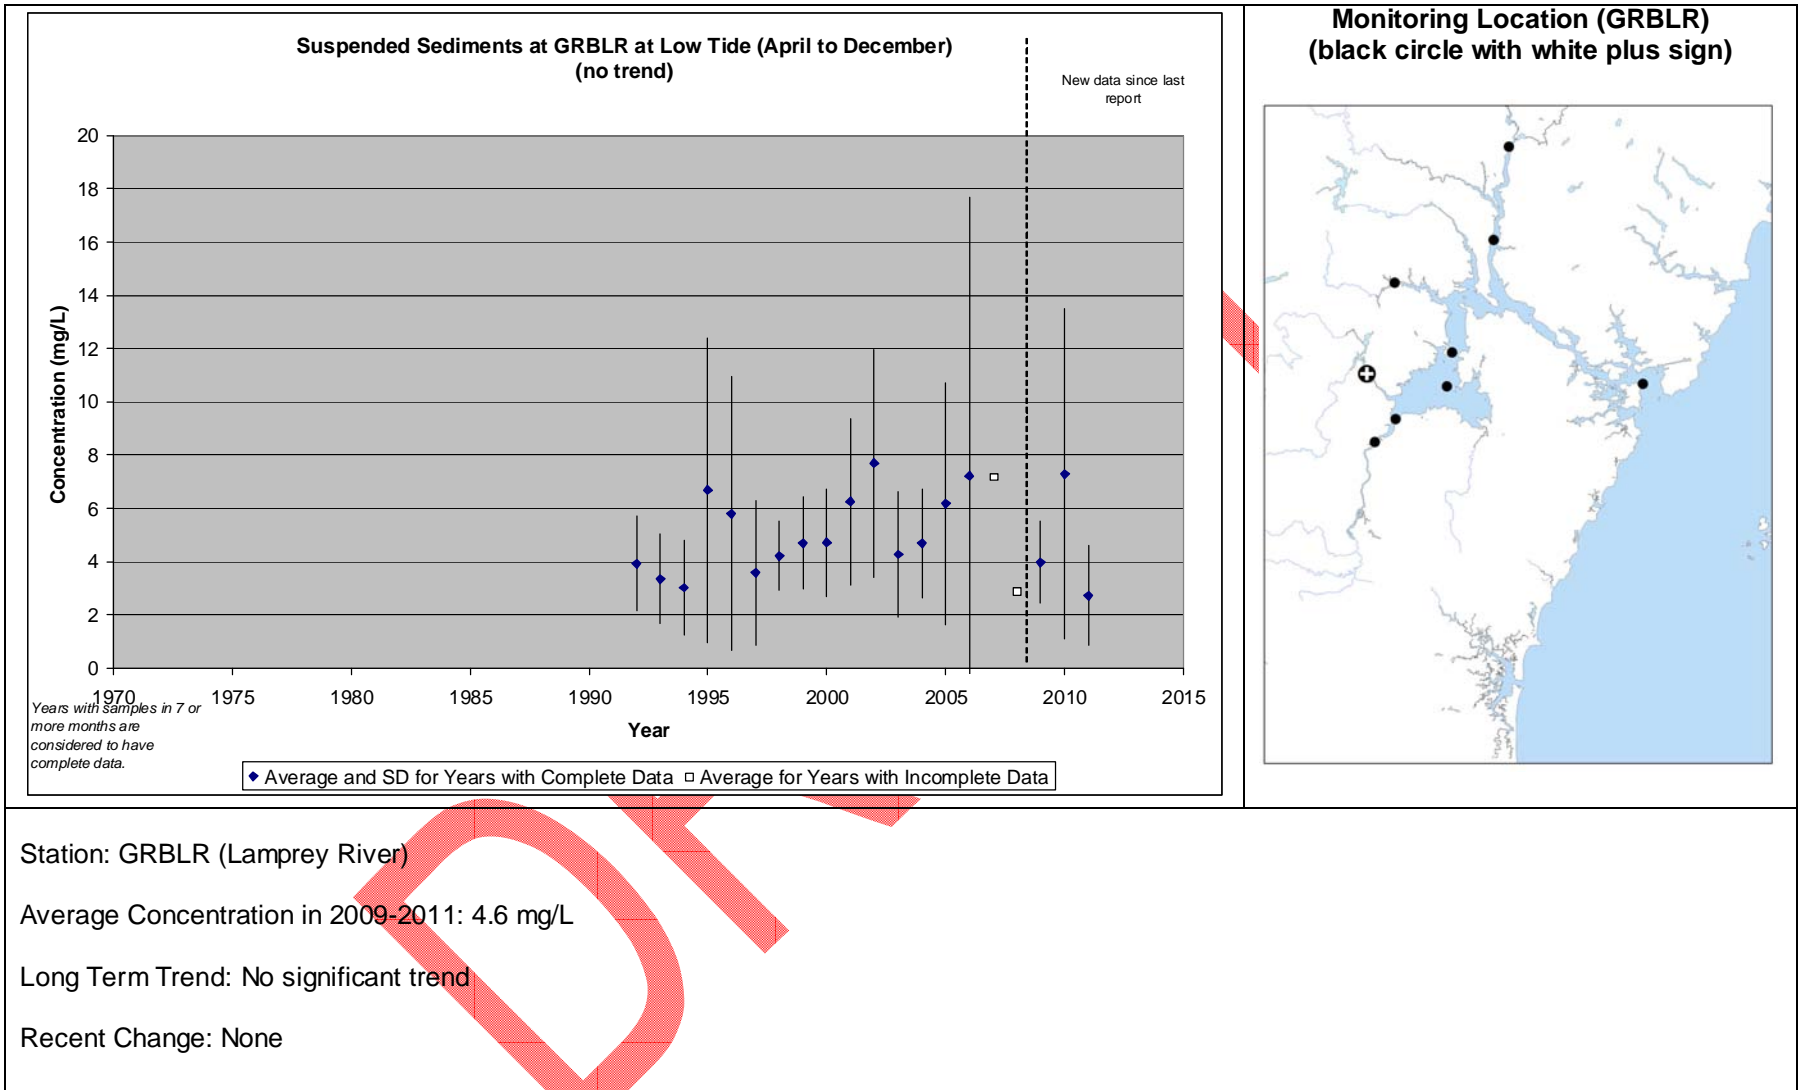 Suspended Sediments at GRBLR at Low Tide (April to December)
(no trend)
New data since last
report
Concentration (mg/L)
20
18
16
14
12
10
8
6
4
2
0
1970 1975 1980 1985 1990 1995 2000 2005 2010 2015
Year
Years with samples in 7 or
more months are
considered to have
complete data.
Average and SD for Years with Complete Data Average for Years with Incomplete Data
Monitoring Location (GRBLR)
(black circle with white plus sign)
Station: GRBLR (Lamprey River)
Average Concentration in 2009-2011: 4.6 mg/L
Long Term Trend: No significant trend
Recent Change: None